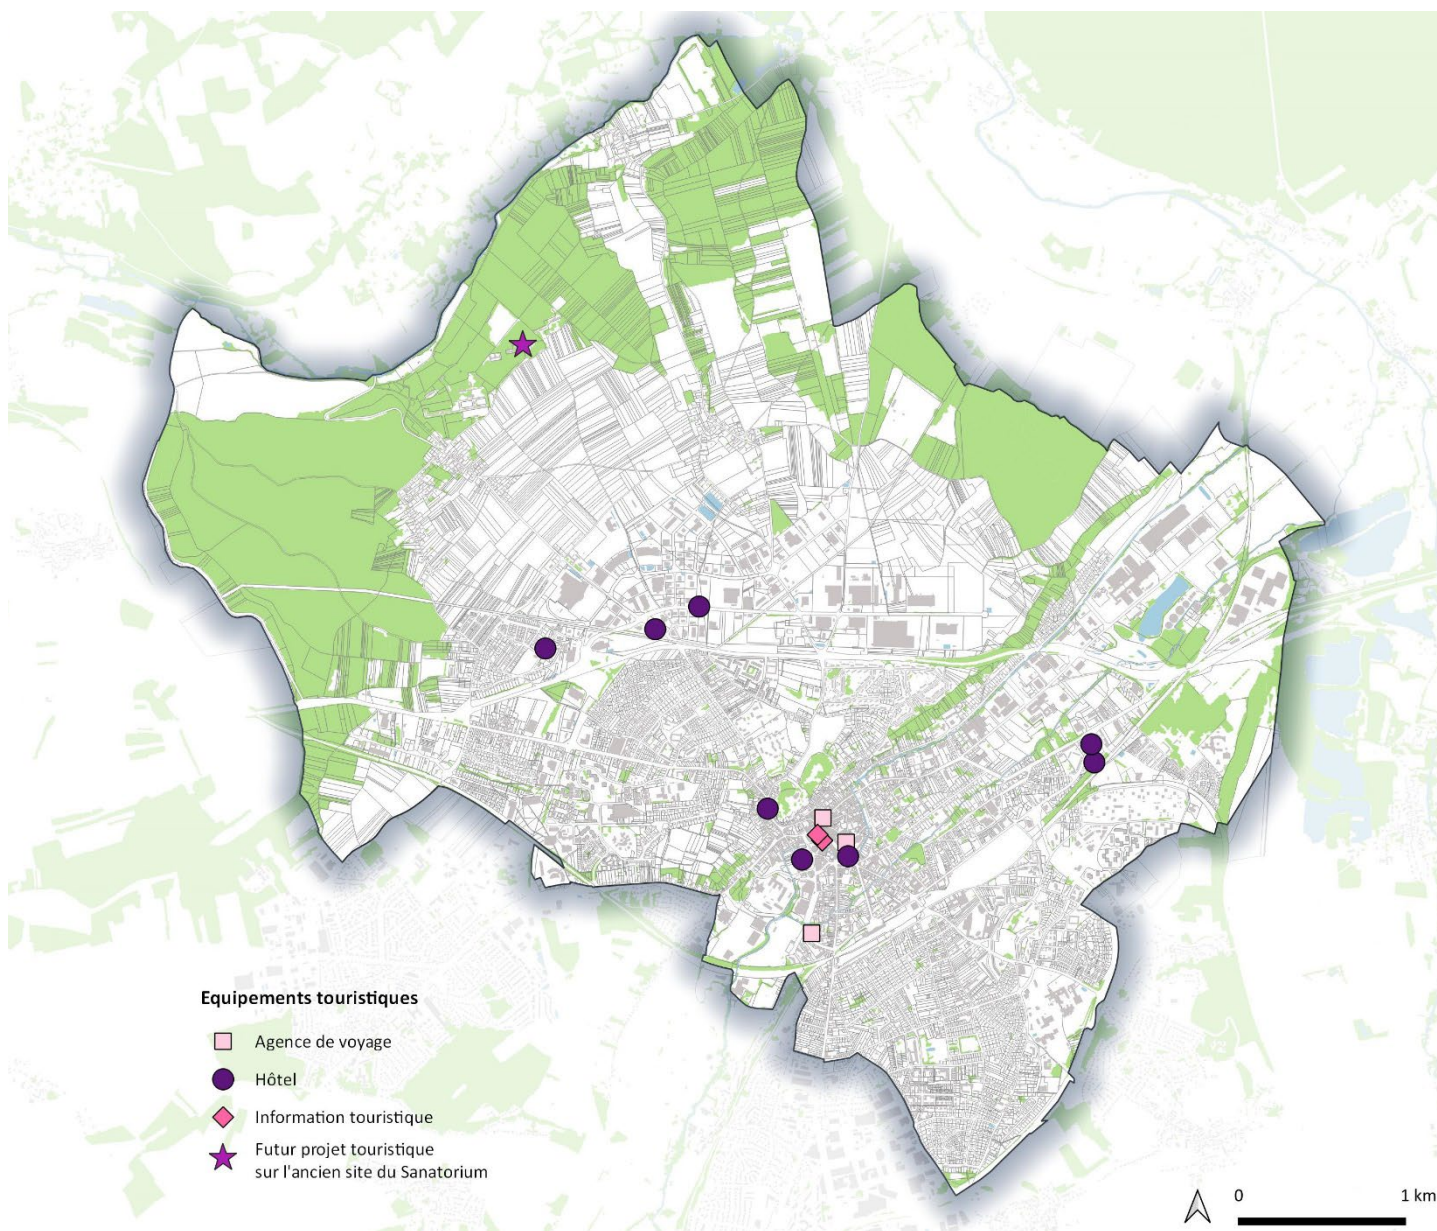 Equipements touristiques
Agence de voyage
Hôtel
Information touristique
Futur projet touristique
sur l'ancien site du Sanatorium
0 1 km